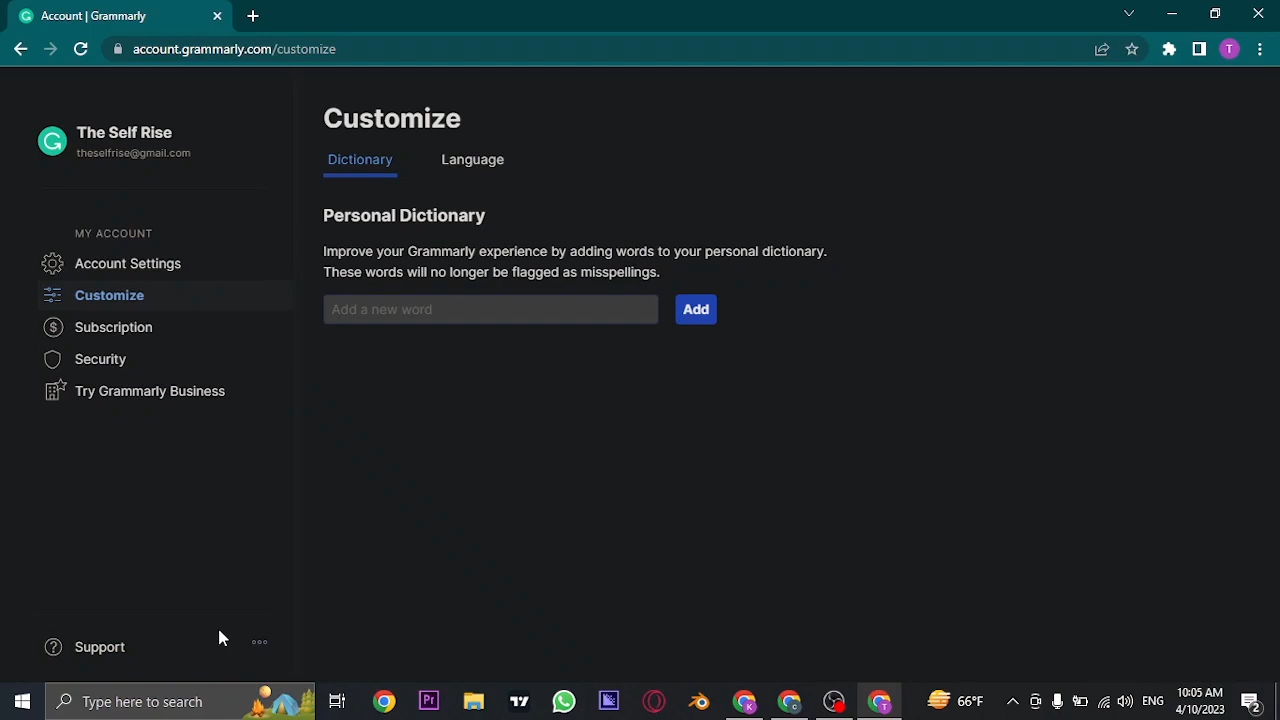 Account | Grammarly
account.grammarly.com/customize
T
The Self Rise
theselfrise@gmail.com
MY ACCOUNT
Account Settings
Customize
Subscription
Security
Try Grammarly Business
Support
Customize
Dictionary
Language
Personal Dictionary
Improve your Grammarly experience by adding words to your personal dictionary.
These words will no longer be flagged as misspellings.
Add a new word
Add
Type here to search
Pr
K
C
T
66°F
ENG
10:05 AM
4/10/2023
2